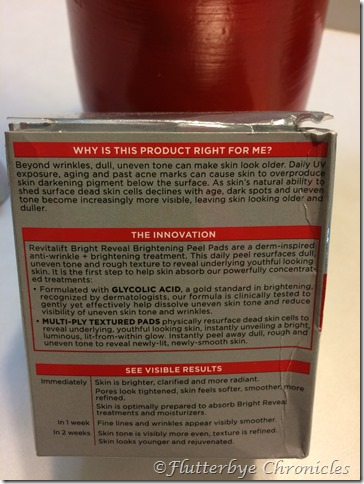 WHY IS THIS PRODUCT RIGHT FOR ME?
Beyond wrinkles, dull, uneven tone can make skin look older. Daily UV
exposure, aging and past acne marks can cause skin to overproduce
skin darkening pigment below the surface. As skin's natural ability to
shed surface dead skin cells declines with age, dark spots and uneven
tone become increasingly more visible, leaving skin looking older and
duller.
THE INNOVATION
Revitalift Bright Reveal Brightening Peel Pads are a derm-inspired
anti-wrinkle + brightening treatment. This daily peel resurfaces dull,
uneven tone and rough texture to reveal underlying youthful looking
skin. It is the first step to help skin absorb our powerfully concentrat-
ed treatments:
• Formulated with GLYCOLIC ACID, a gold standard in brightening,
recognized by dermatologists, our formula is clinically tested to
gently yet effectively help dissolve uneven skin tone and reduce
visibility of uneven skin tone and wrinkles.
• MULTI-PLY TEXTURED PADS physically resurface dead skin cells to
reveal underlying, youthful looking skin, instantly unveiling a bright,
luminous, lit-from-within glow. Instantly peel away dull, rough and
uneven tone to reveal newly-lit, newly-smooth skin.
SEE VISIBLE RESULTS
Immediately Skin is brighter, clarified and more radiant.
Pores look tightened, skin feels softer, smoother, more
refined.
Skin is optimally prepared to absorb Bright Reveal
treatments and moisturizers.
In 1 week Fine lines and wrinkles appear visibly smoother.
In 2 weeks Skin tone is visibly more even, texture is refined.
Skin looks younger and rejuvenated.
©Flutterbye Chronicles